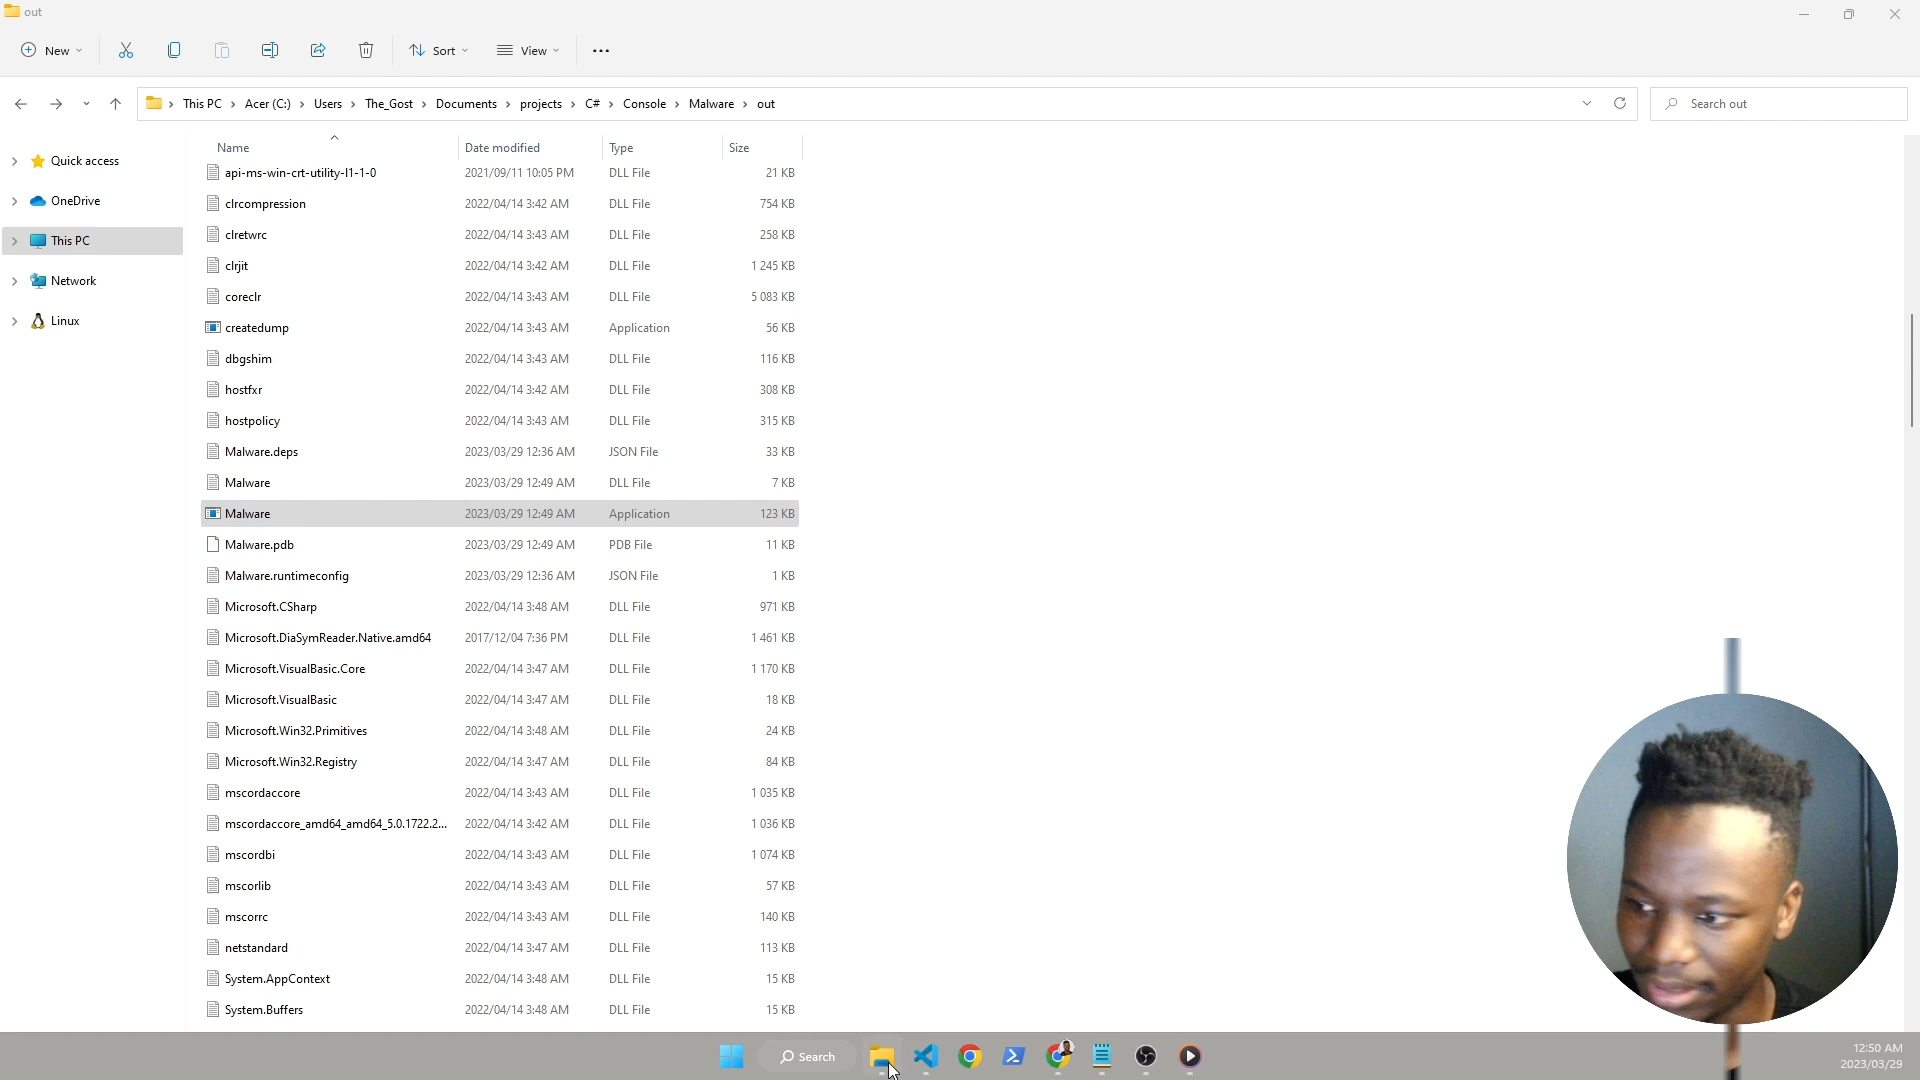 out
New
Sort
View
This PC
Acer (C:)
Users
The_Gost
Documents
projects
C#
Console
Malware
out
Search out
Quick access
OneDrive
This PC
Network
Linux
Name Date modified Type Size
api-ms-win-crt-utility-l1-1-0 2021/09/11 10:05 PM DLL File 21 KB
clrcompression 2022/04/14 3:42 AM DLL File 754 KB
clretwrc 2022/04/14 3:43 AM DLL File 258 KB
clrjit 2022/04/14 3:42 AM DLL File 1 245 KB
coreclr 2022/04/14 3:43 AM DLL File 5 083 KB
createdump 2022/04/14 3:43 AM Application 56 KB
dbgshim 2022/04/14 3:43 AM DLL File 116 KB
hostfxr 2022/04/14 3:42 AM DLL File 308 KB
hostpolicy 2022/04/14 3:43 AM DLL File 315 KB
Malware.deps 2023/03/29 12:36 AM JSON File 33 KB
Malware 2023/03/29 12:49 AM DLL File 7 KB
Malware 2023/03/29 12:49 AM Application 123 KB
Malware.pdb 2023/03/29 12:49 AM PDB File 11 KB
Malware.runtimeconfig 2023/03/29 12:36 AM JSON File 1 KB
Microsoft.CSharp 2022/04/14 3:48 AM DLL File 971 KB
Microsoft.DiaSymReader.Native.amd64 2017/12/04 7:36 PM DLL File 1 461 KB
Microsoft.VisualBasic.Core 2022/04/14 3:47 AM DLL File 1 170 KB
Microsoft.VisualBasic 2022/04/14 3:47 AM DLL File 18 KB
Microsoft.Win32.Primitives 2022/04/14 3:48 AM DLL File 24 KB
Microsoft.Win32.Registry 2022/04/14 3:47 AM DLL File 84 KB
mscordaccore 2022/04/14 3:43 AM DLL File 1 035 KB
mscordaccore_amd64_amd64_5.0.1722.2... 2022/04/14 3:42 AM DLL File 1 036 KB
mscordbi 2022/04/14 3:43 AM DLL File 1 074 KB
mscorlib 2022/04/14 3:43 AM DLL File 57 KB
mscorrc 2022/04/14 3:43 AM DLL File 140 KB
netstandard 2022/04/14 3:47 AM DLL File 113 KB
System.AppContext 2022/04/14 3:48 AM DLL File 15 KB
System.Buffers 2022/04/14 3:48 AM DLL File 15 KB
Search
12:50 AM
2023/03/29